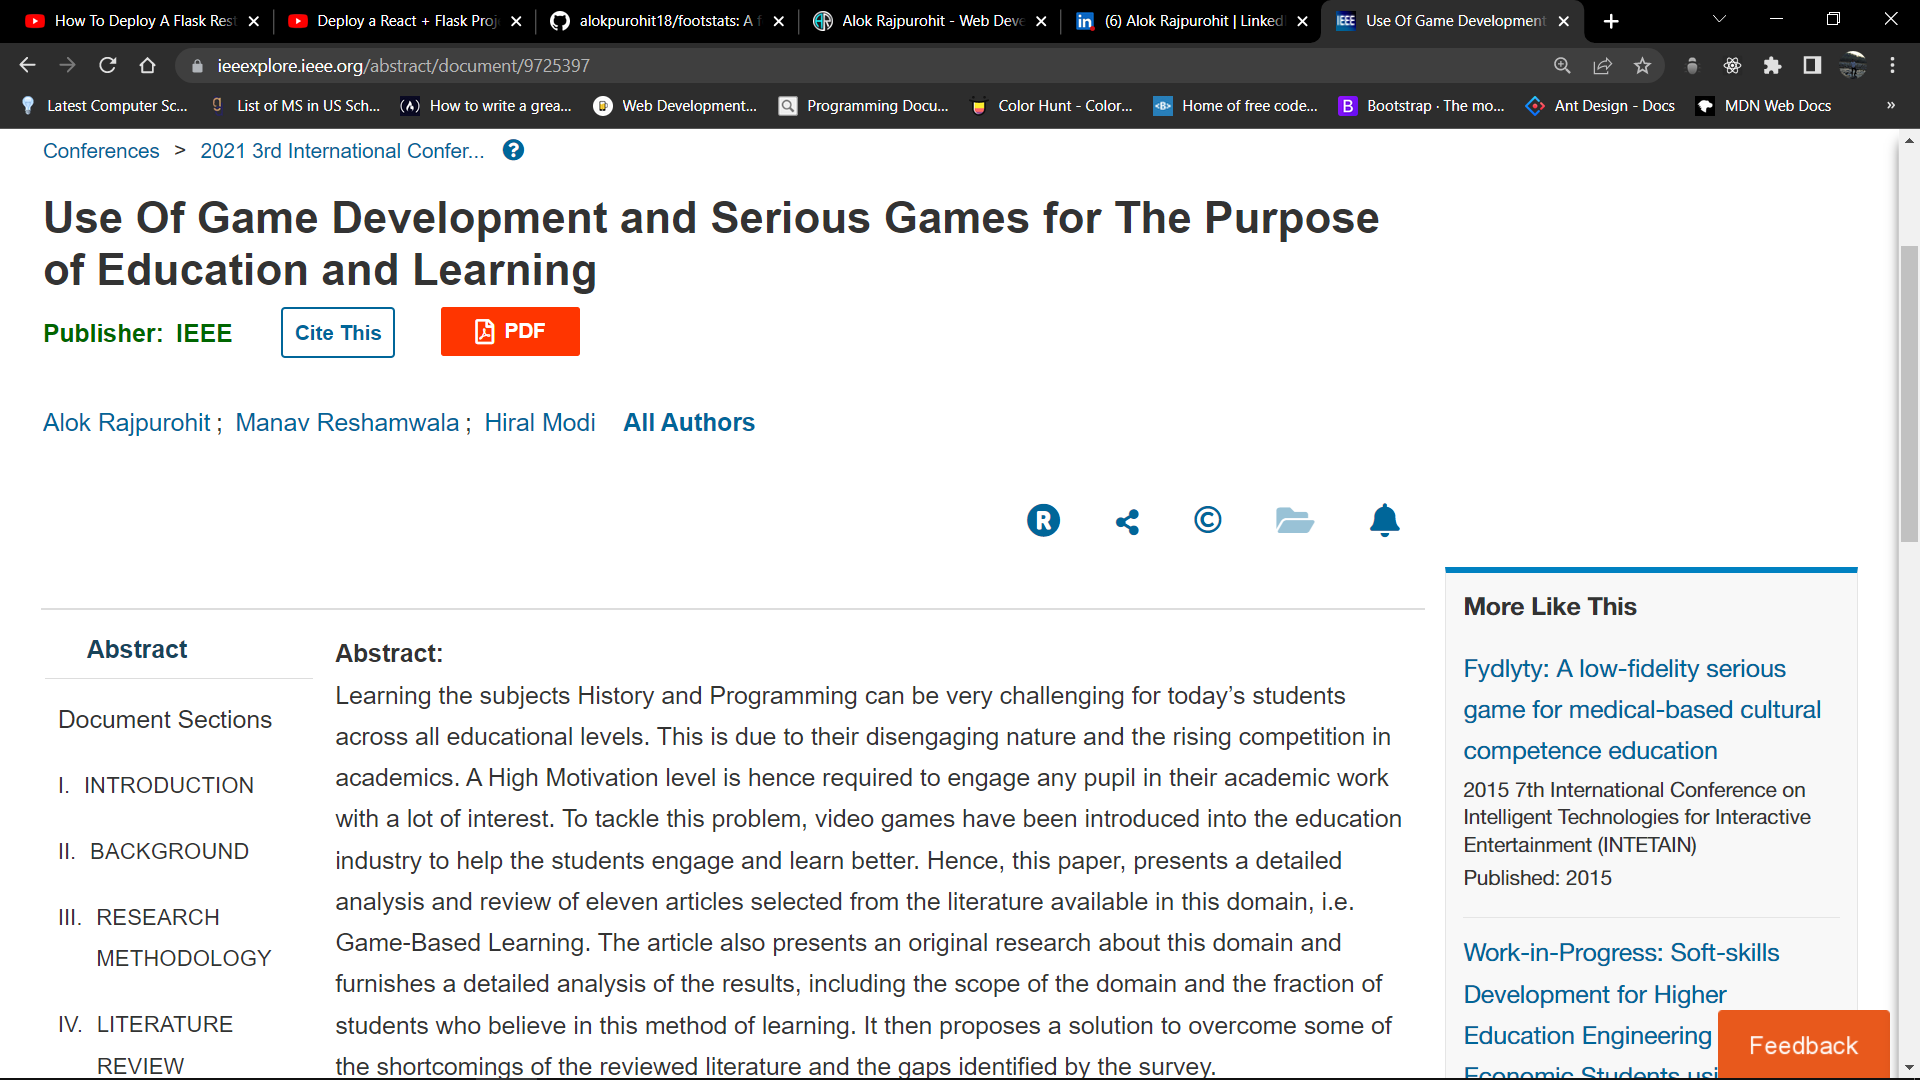 How To Deploy A Flask Rest
Deploy a React + Flask Proj
alokpurohit18/footstats: A f
Alok Rajpurohit - Web Deve
(6) Alok Rajpurohit | Linked
Use Of Game Development
ieeexplore.ieee.org/abstract/document/9725397
Latest Computer Sc...
List of MS in US Sch...
How to write a grea...
Web Development...
Programming Docu...
Color Hunt - Color...
Home of free code...
Bootstrap · The mo...
Ant Design - Docs
MDN Web Docs
»
Conferences > 2021 3rd International Confer...
Use Of Game Development and Serious Games for The Purpose
of Education and Learning
Publisher: IEEE
Cite This
PDF
Alok Rajpurohit ; Manav Reshamwala ; Hiral Modi All Authors
Abstract
Document Sections
I. INTRODUCTION
II. BACKGROUND
III. RESEARCH
METHODOLOGY
IV. LITERATURE
REVIEW
Abstract:
Learning the subjects History and Programming can be very challenging for today’s students
across all educational levels. This is due to their disengaging nature and the rising competition in
academics. A High Motivation level is hence required to engage any pupil in their academic work
with a lot of interest. To tackle this problem, video games have been introduced into the education
industry to help the students engage and learn better. Hence, this paper, presents a detailed
analysis and review of eleven articles selected from the literature available in this domain, i.e.
Game-Based Learning. The article also presents an original research about this domain and
furnishes a detailed analysis of the results, including the scope of the domain and the fraction of
students who believe in this method of learning. It then proposes a solution to overcome some of
the shortcomings of the reviewed literature and the gaps identified by the survey.
More Like This
Fydlyty: A low-fidelity serious
game for medical-based cultural
competence education
2015 7th International Conference on
Intelligent Technologies for Interactive
Entertainment (INTETAIN)
Published: 2015
Work-in-Progress: Soft-skills
Development for Higher
Education Engineering
Economic Students usi
Feedback